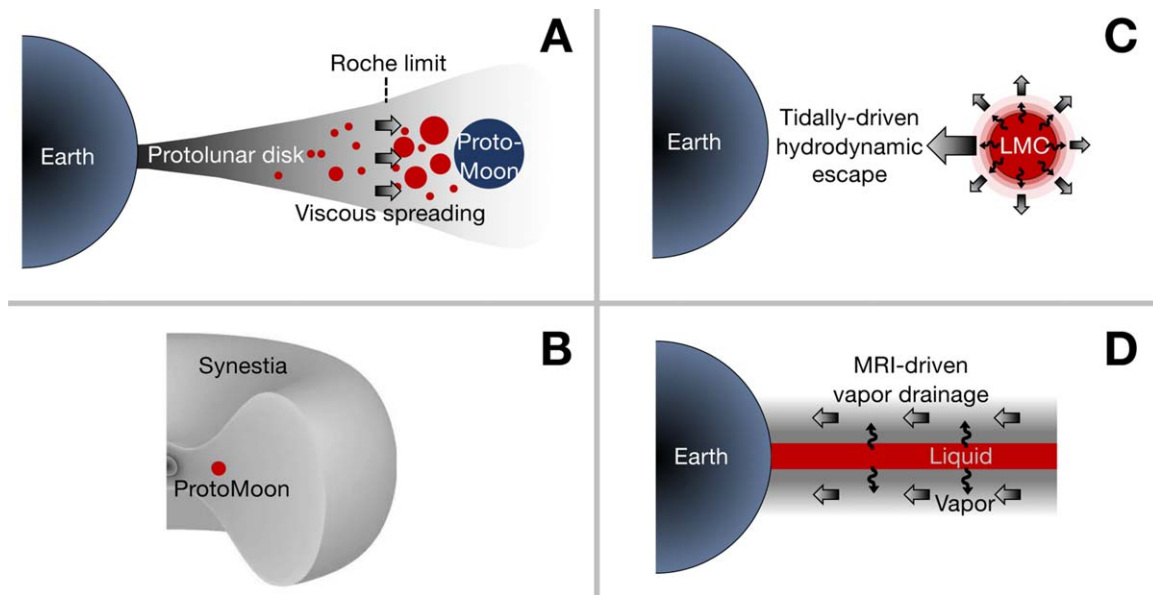 A
Roche limit
Earth
Protolunar disk
Proto-
Moon
Viscous spreading
C
Earth
Tidally-driven
hydrodynamic
escape
LMC
B
Synestia
ProtoMoon
D
MRI-driven
vapor drainage
Earth
Liquid
Vapor